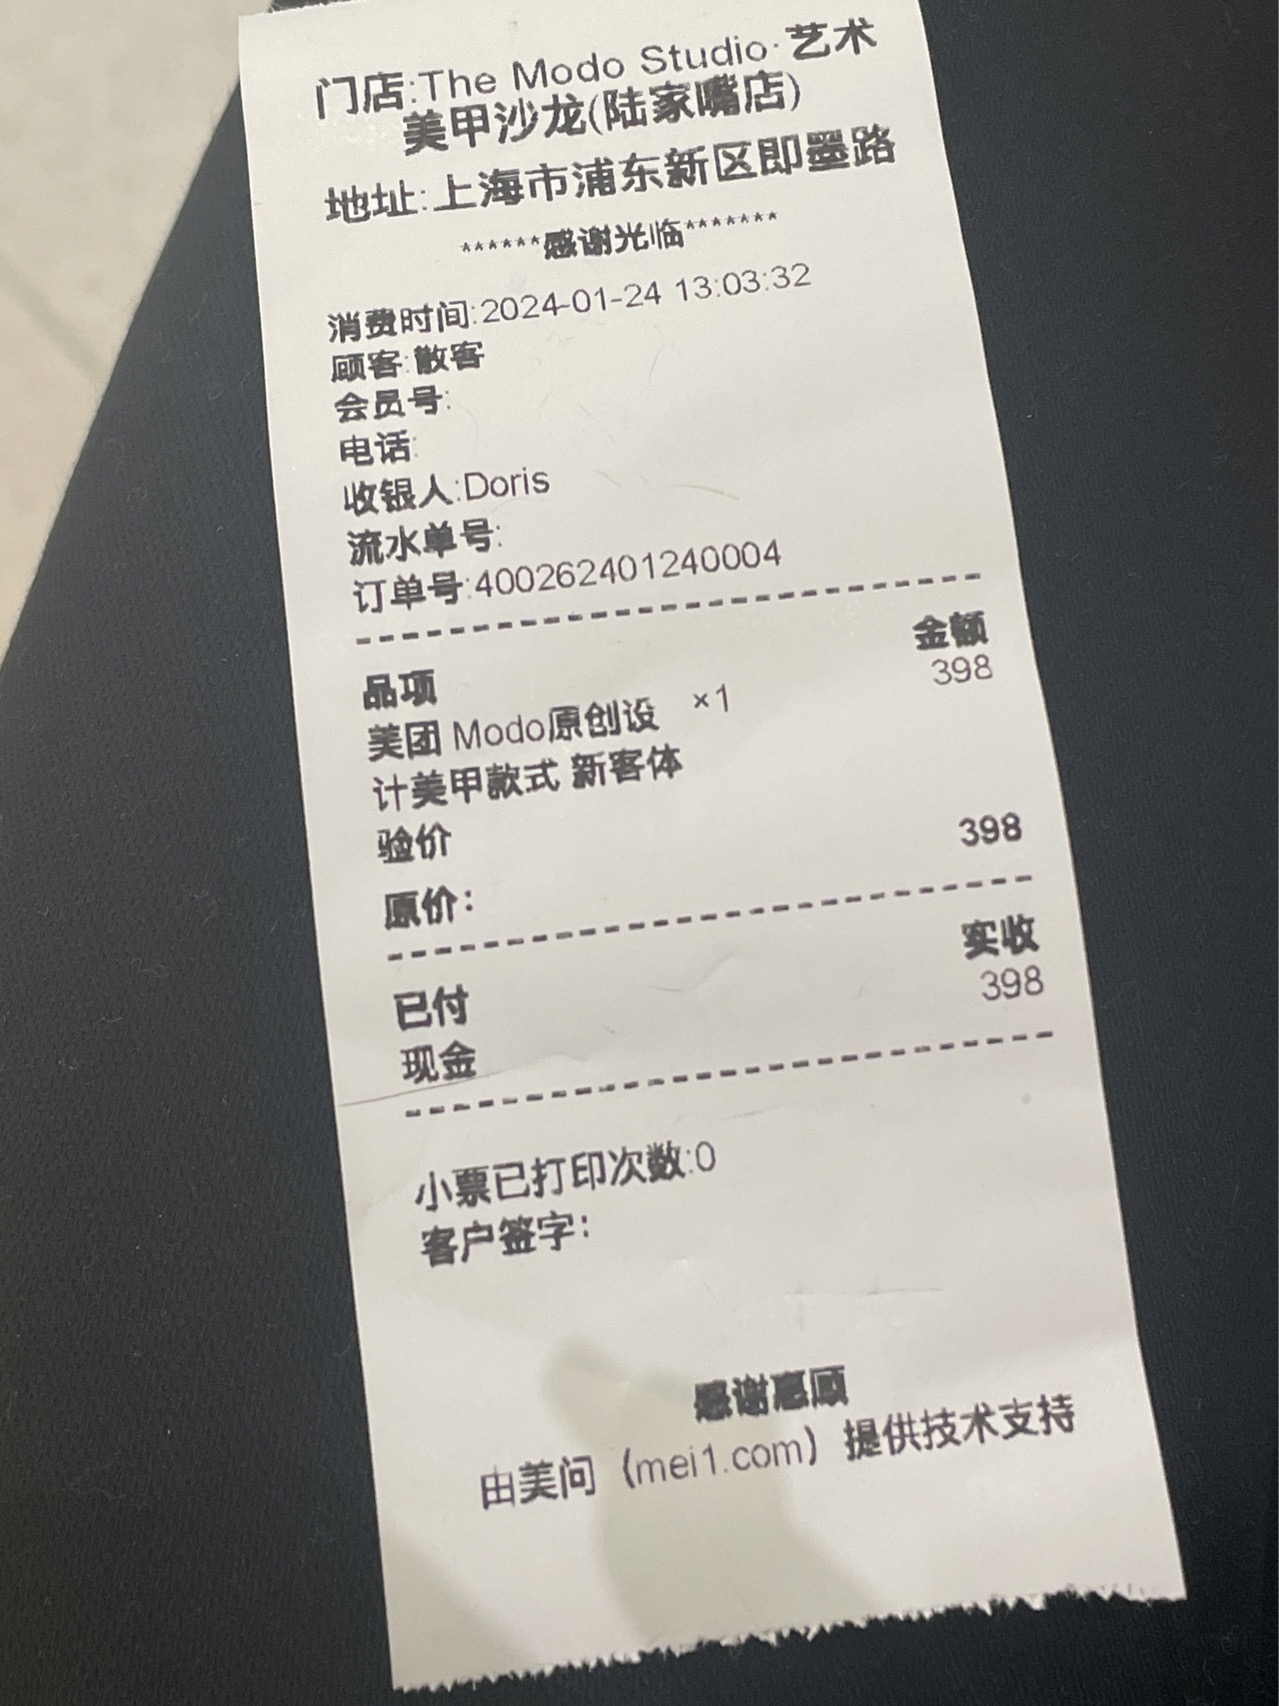 门店:The Modo Studio·艺术
美甲沙龙(陆家嘴店)
地址:上海市浦东新区即墨路
******感谢光临*******
消费时间:2024-01-24 13:03:32
顾客:散客
会员号:
电话:
收银人:Doris
流水单号:
订单号:400262401240004
品项 金额
美团 Modo原创设 ×1 398
计美甲款式 新客体
验价
原价: 398
已付 实收
现金 398
小票已打印次数:0
客户签字:
感谢惠顾
由美问（mei1.com）提供技术支持